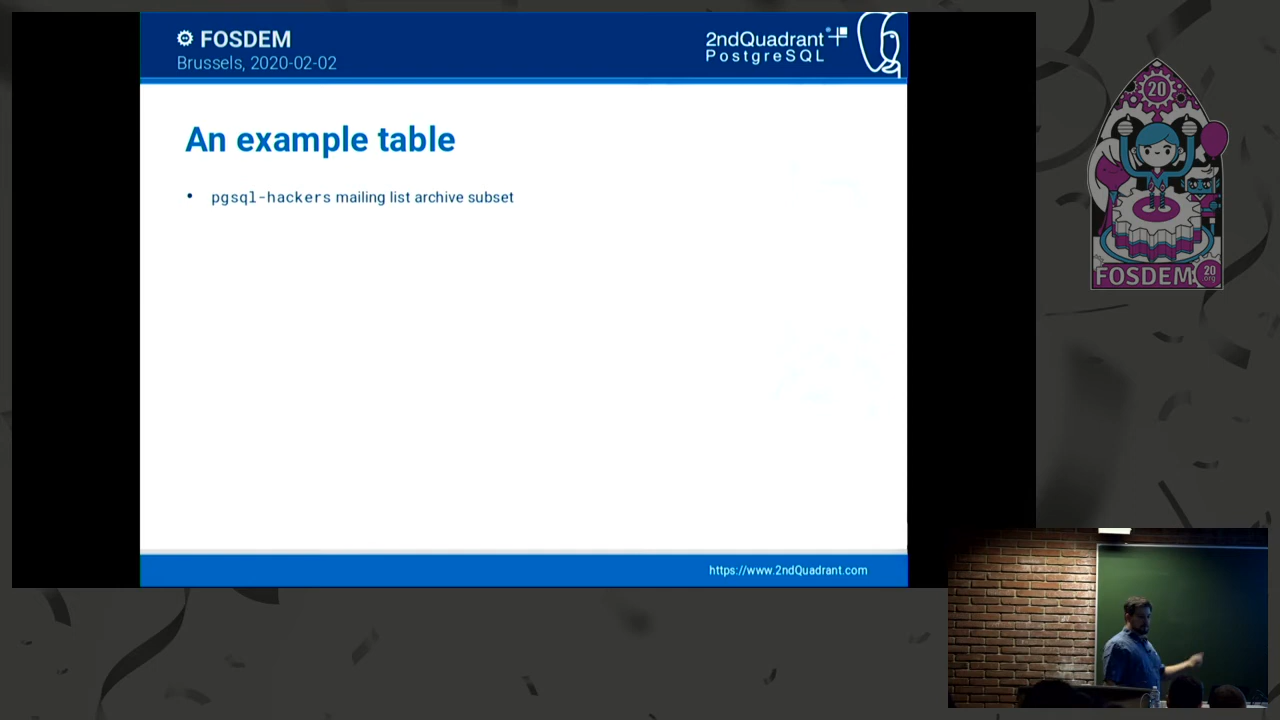 FOSDEM
Brussels, 2020-02-02
2ndQuadrant
PostgreSQL
An example table
• pgsql-hackers mailing list archive subset
https://www.2ndQuadrant.com
20
FOSDEM
20
.org